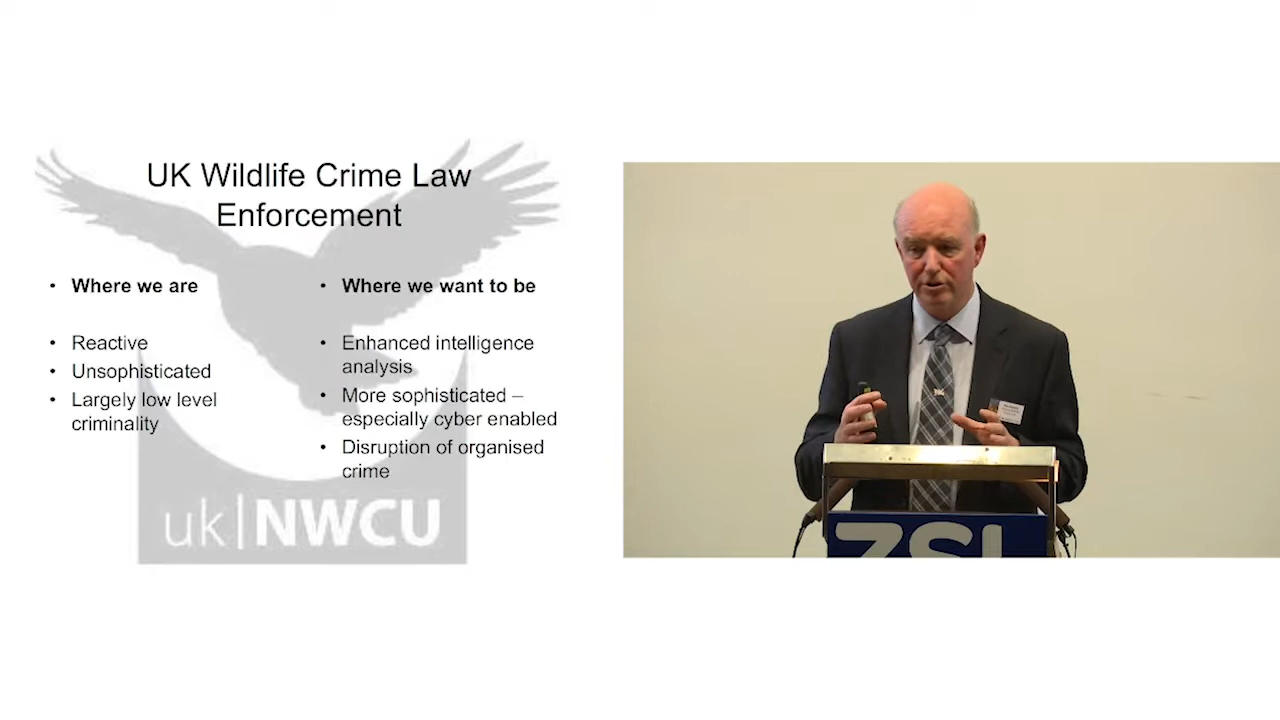 UK Wildlife Crime Law
Enforcement
• Where we are
• Reactive
• Unsophisticated
• Largely low level
criminality
• Where we want to be
• Enhanced intelligence
analysis
• More sophisticated –
especially cyber enabled
• Disruption of organised
crime
uk|NWCU
ZSL